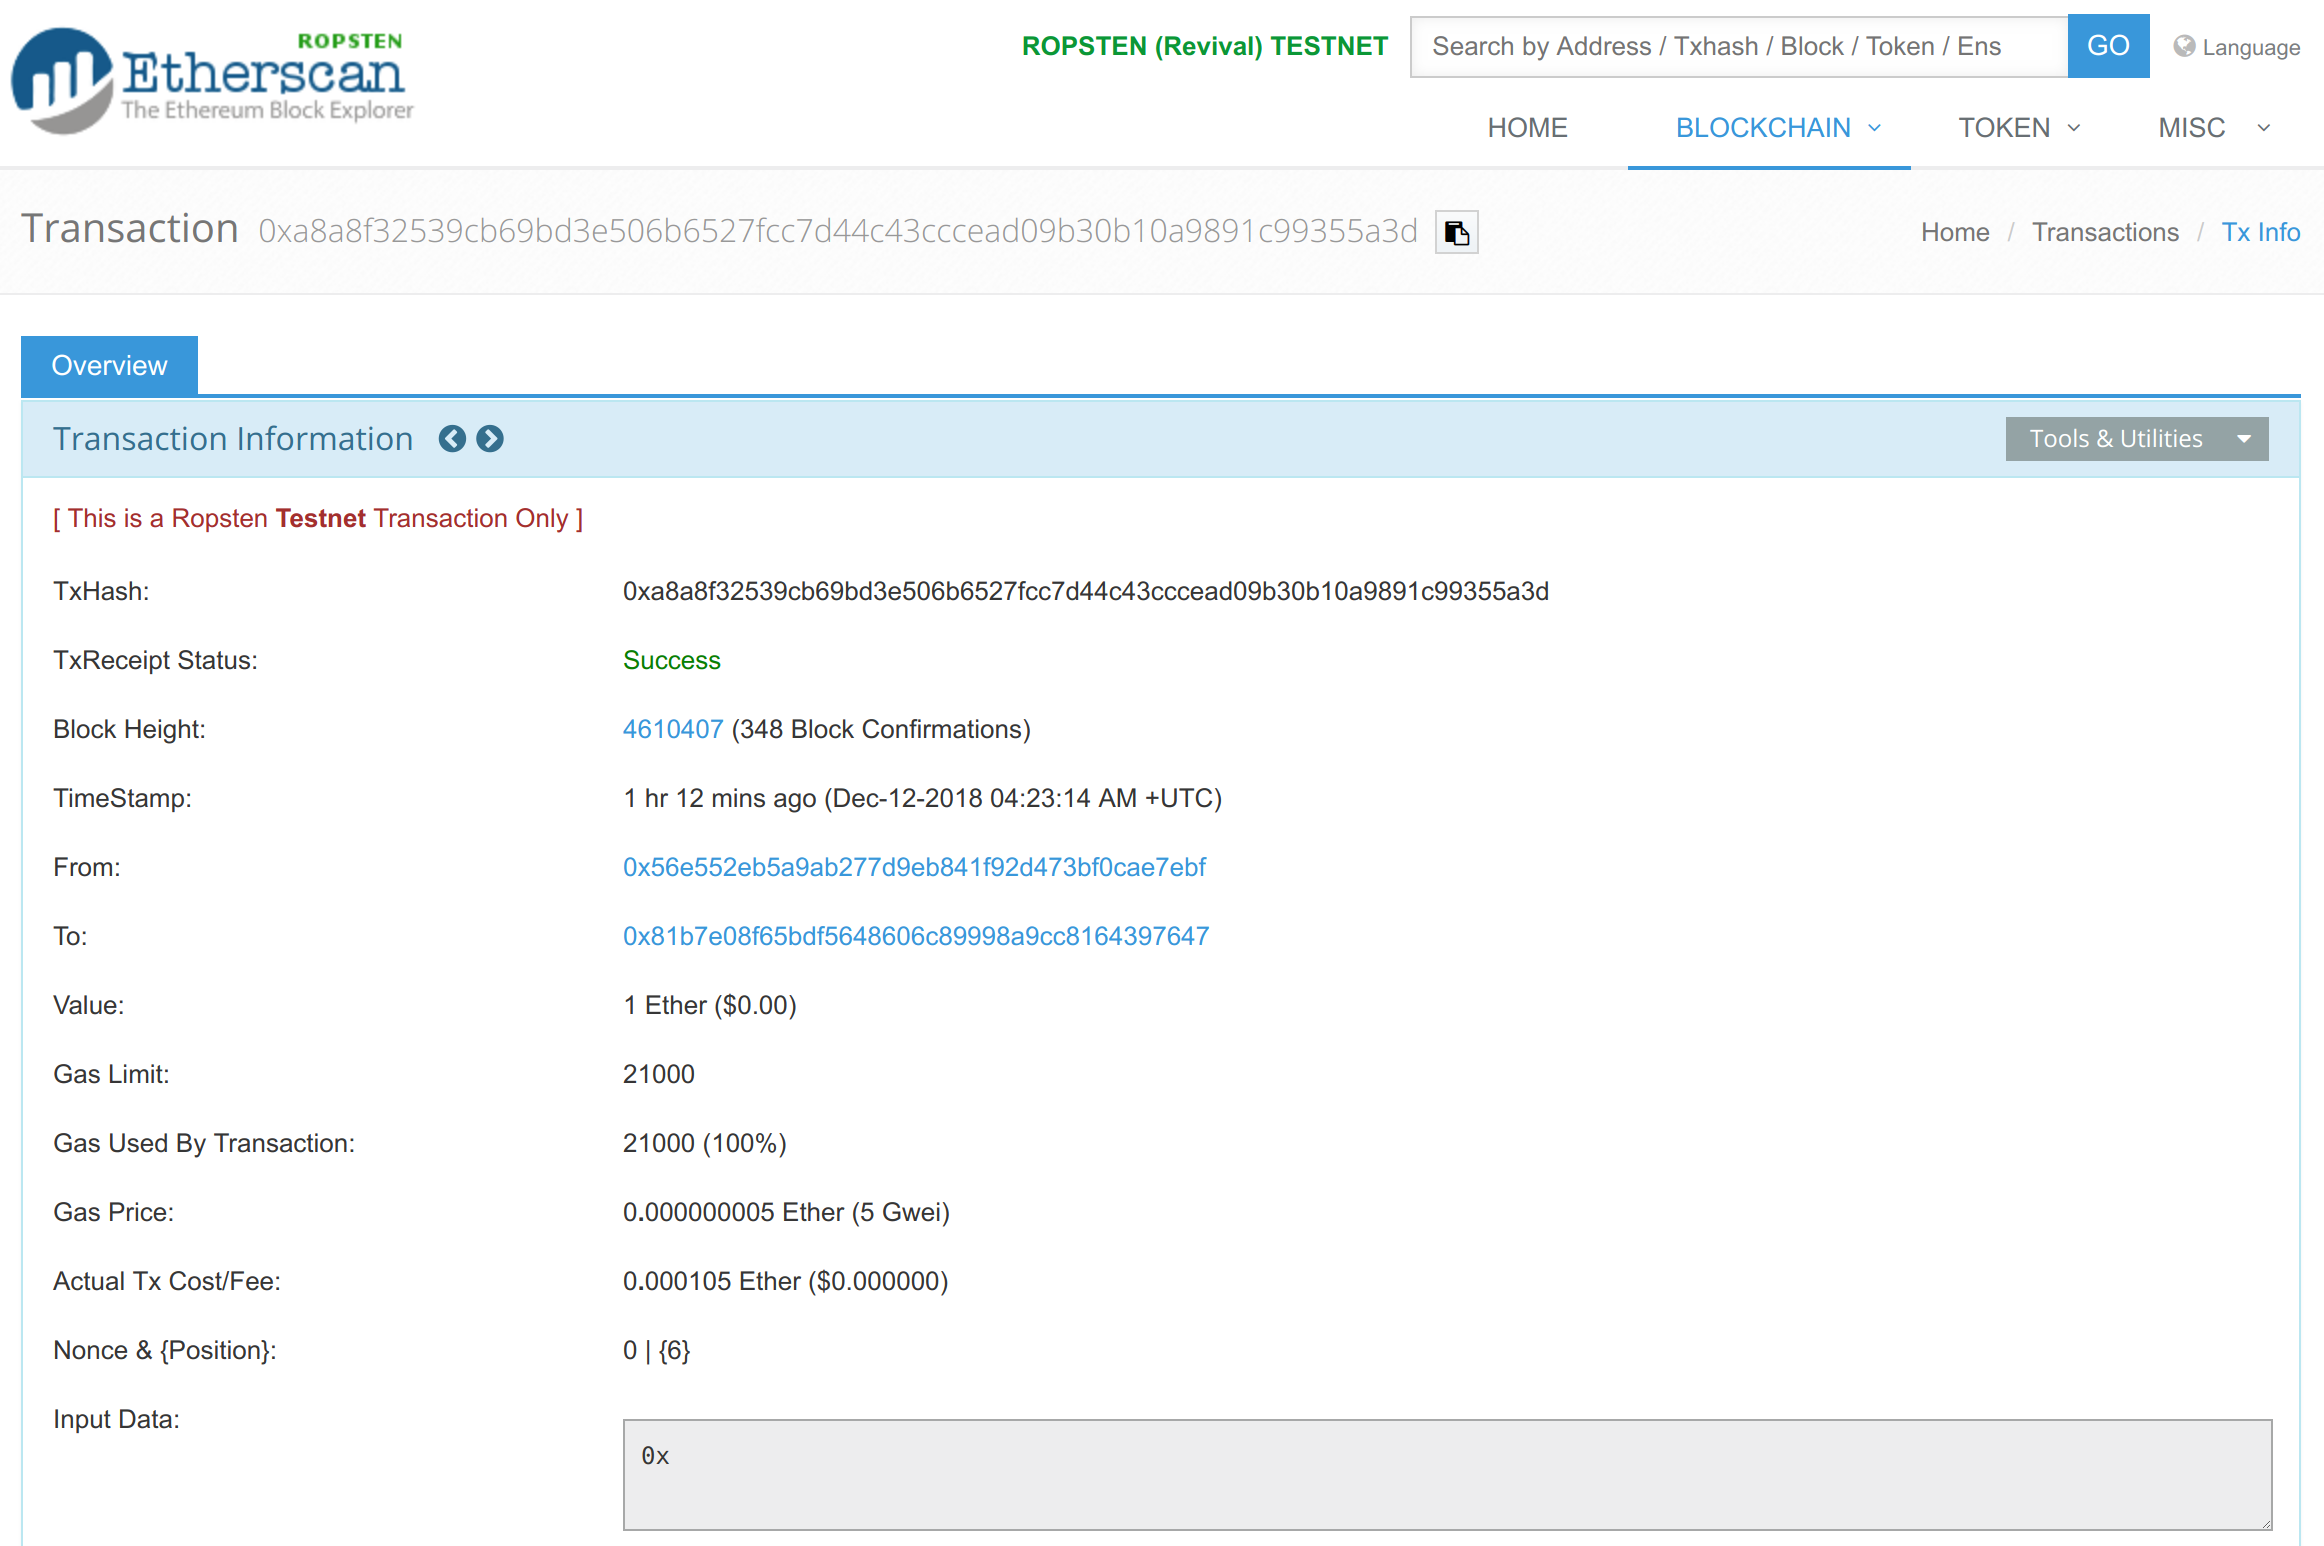 ROPSTEN
Etherscan
The Ethereum Block Explorer
ROPSTEN (Revival) TESTNET
Search by Address / Txhash / Block / Token / Ens
GO
Language
HOME
BLOCKCHAIN
TOKEN
MISC
Transaction 0xa8a8f32539cb69bd3e506b6527fcc7d44c43cccead09b30b10a9891c99355a3d
Home / Transactions / Tx Info
Overview
Transaction Information
Tools & Utilities
[ This is a Ropsten Testnet Transaction Only ]
TxHash: 0xa8a8f32539cb69bd3e506b6527fcc7d44c43cccead09b30b10a9891c99355a3d
TxReceipt Status: Success
Block Height: 4610407 (348 Block Confirmations)
TimeStamp: 1 hr 12 mins ago (Dec-12-2018 04:23:14 AM +UTC)
From: 0x56e552eb5a9ab277d9eb841f92d473bf0cae7ebf
To: 0x81b7e08f65bdf5648606c89998a9cc8164397647
Value: 1 Ether ($0.00)
Gas Limit: 21000
Gas Used By Transaction: 21000 (100%)
Gas Price: 0.000000005 Ether (5 Gwei)
Actual Tx Cost/Fee: 0.000105 Ether ($0.000000)
Nonce & {Position}: 0 | {6}
Input Data:
0x